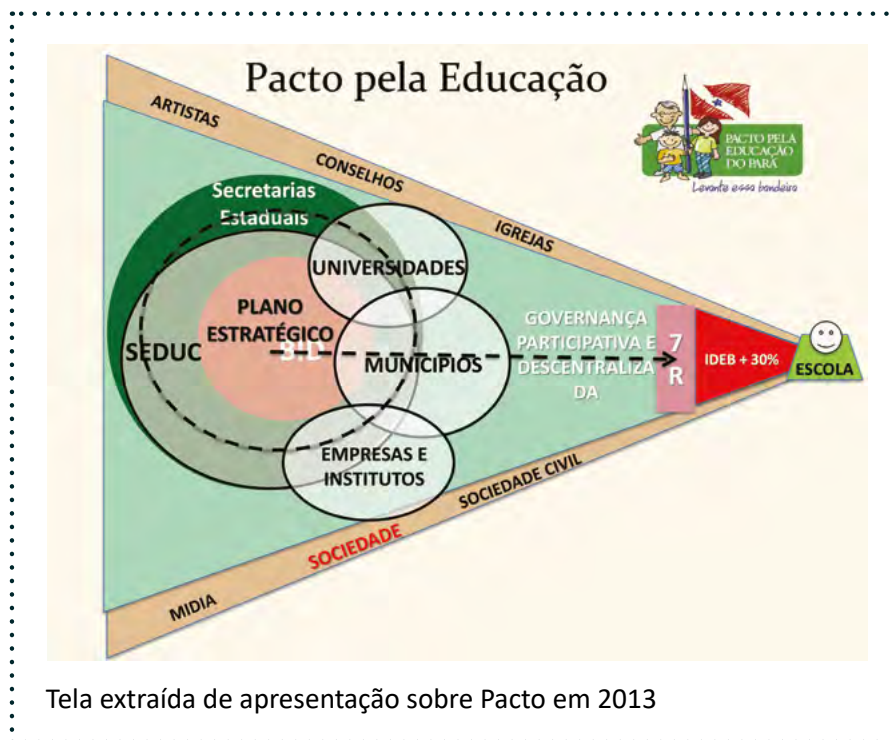 Pacto pela Educação
PACTO PELA
EDUCAÇÃO
DO PARÁ
Levante essa bandeira
ARTISTAS
CONSELHOS
IGREJAS
Secretarias
Estaduais
UNIVERSIDADES
PLANO
ESTRATÉGICO
BID
SEDUC
MUNICÍPIOS
EMPRESAS E
INSTITUTOS
GOVERNANÇA
PARTICIPATIVA E
DESCENTRALIZA
DA
7
R
IDEB + 30%
ESCOLA
SOCIEDADE CIVIL
SOCIEDADE
MIDIA
Tela extraída de apresentação sobre Pacto em 2013